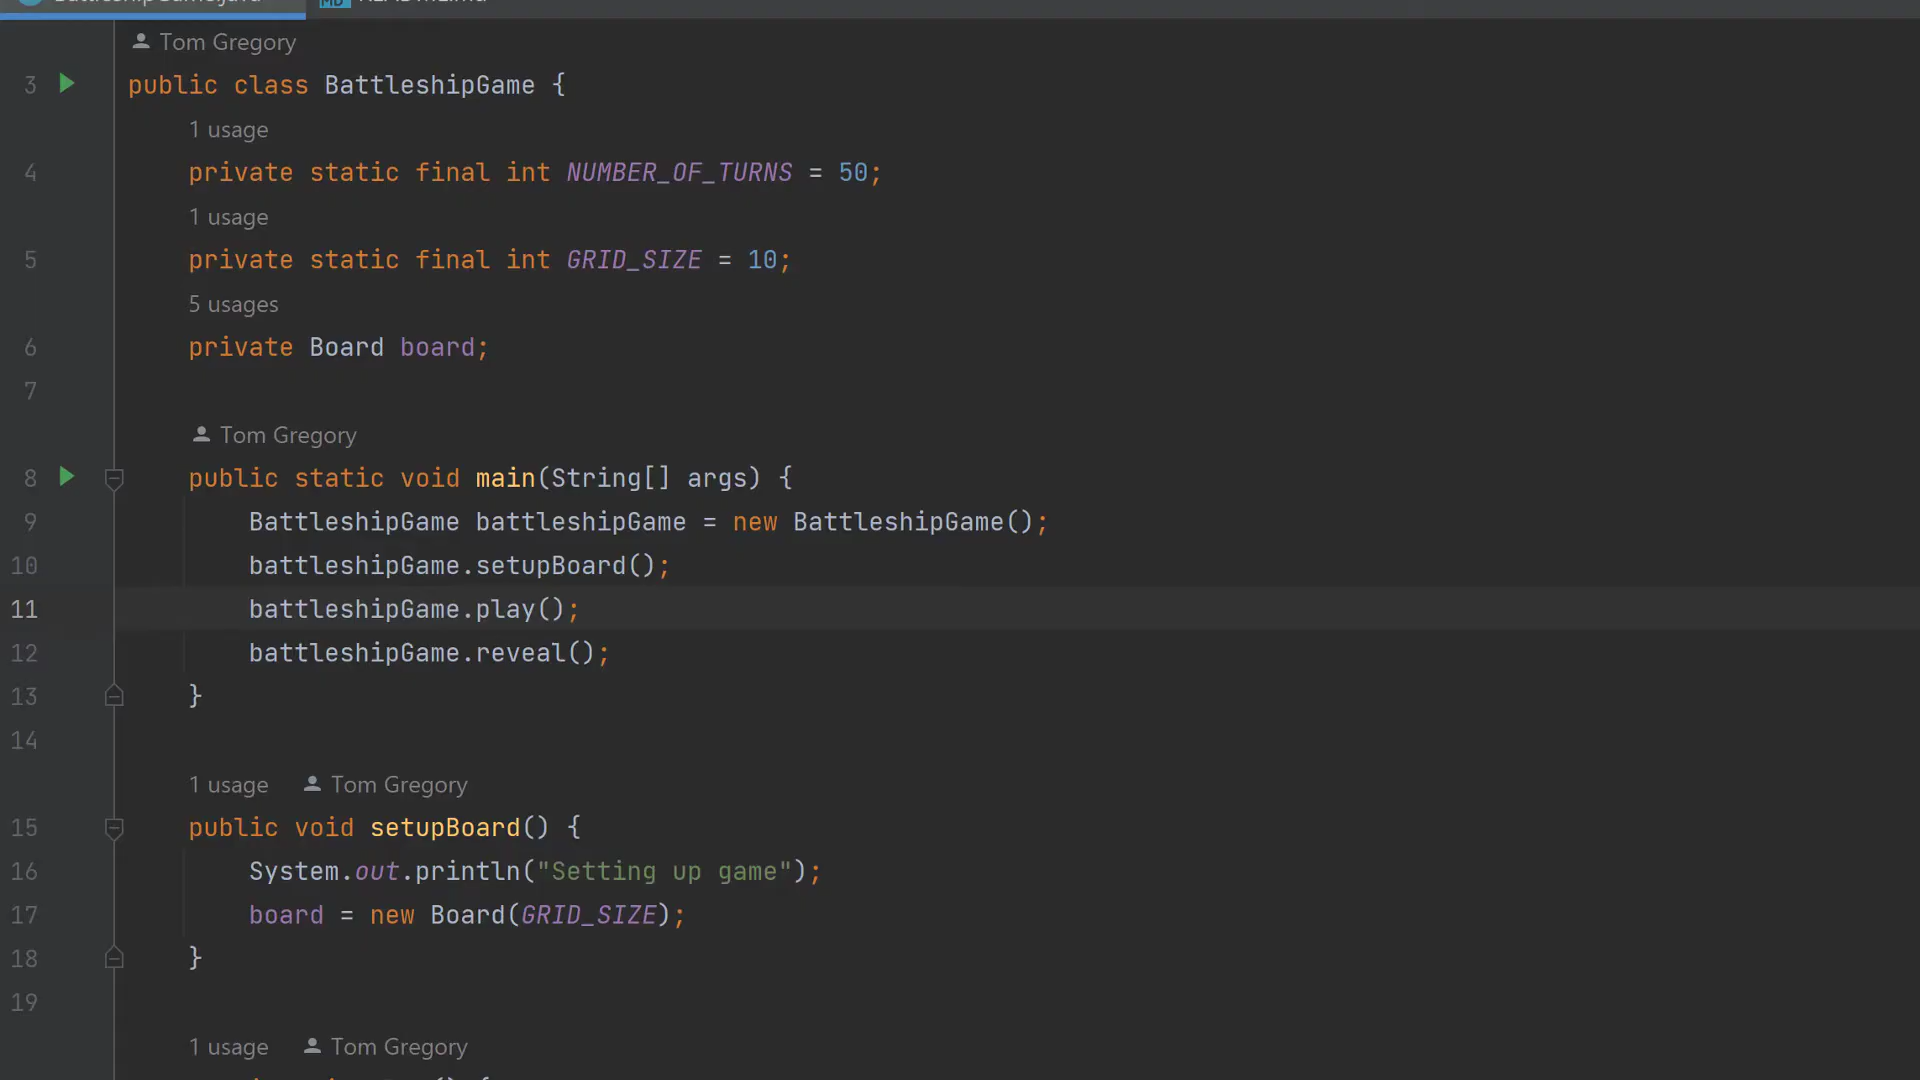 Tom Gregory
3 public class BattleshipGame {
1 usage
4 private static final int NUMBER_OF_TURNS = 50;
1 usage
5 private static final int GRID_SIZE = 10;
5 usages
6 private Board board;
7
Tom Gregory
8 public static void main(String[] args) {
9 BattleshipGame battleshipGame = new BattleshipGame();
10 battleshipGame.setupBoard();
11 battleshipGame.play();
12 battleshipGame.reveal();
13 }
14
1 usage Tom Gregory
15 public void setupBoard() {
16 System.out.println("Setting up game");
17 board = new Board(GRID_SIZE);
18 }
19
1 usage Tom Gregory